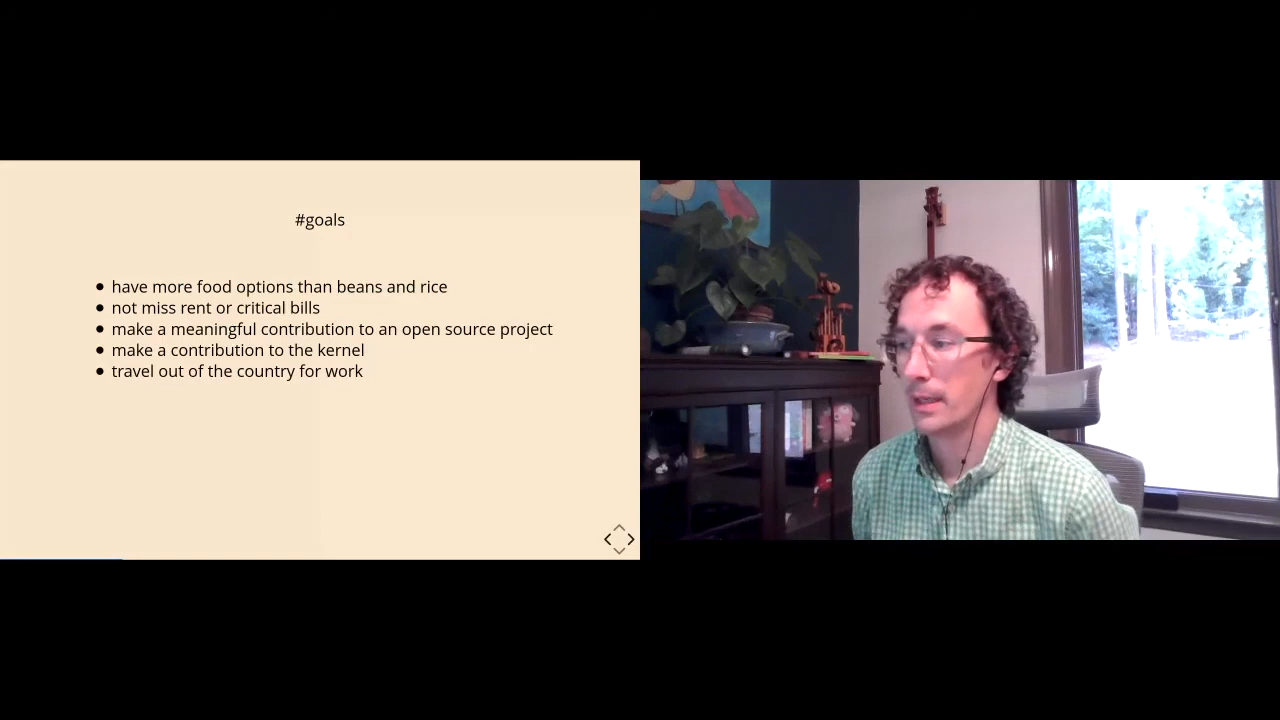 #goals
have more food options than beans and rice
not miss rent or critical bills
make a meaningful contribution to an open source project
make a contribution to the kernel
travel out of the country for work